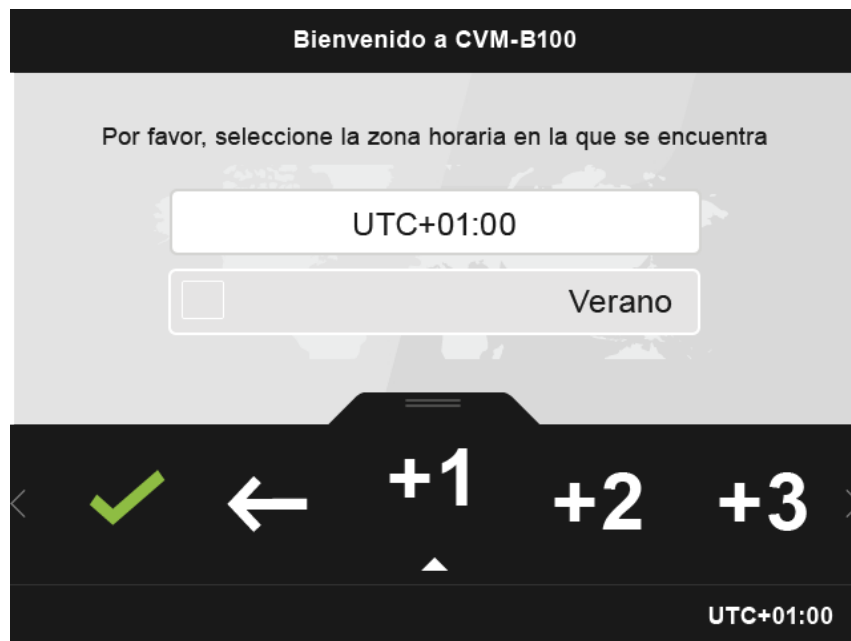 Bienvenido a CVM-B100
Por favor, seleccione la zona horaria en la que se encuentra
UTC+01:00
Verano
+1
+2
+3
UTC+01:00